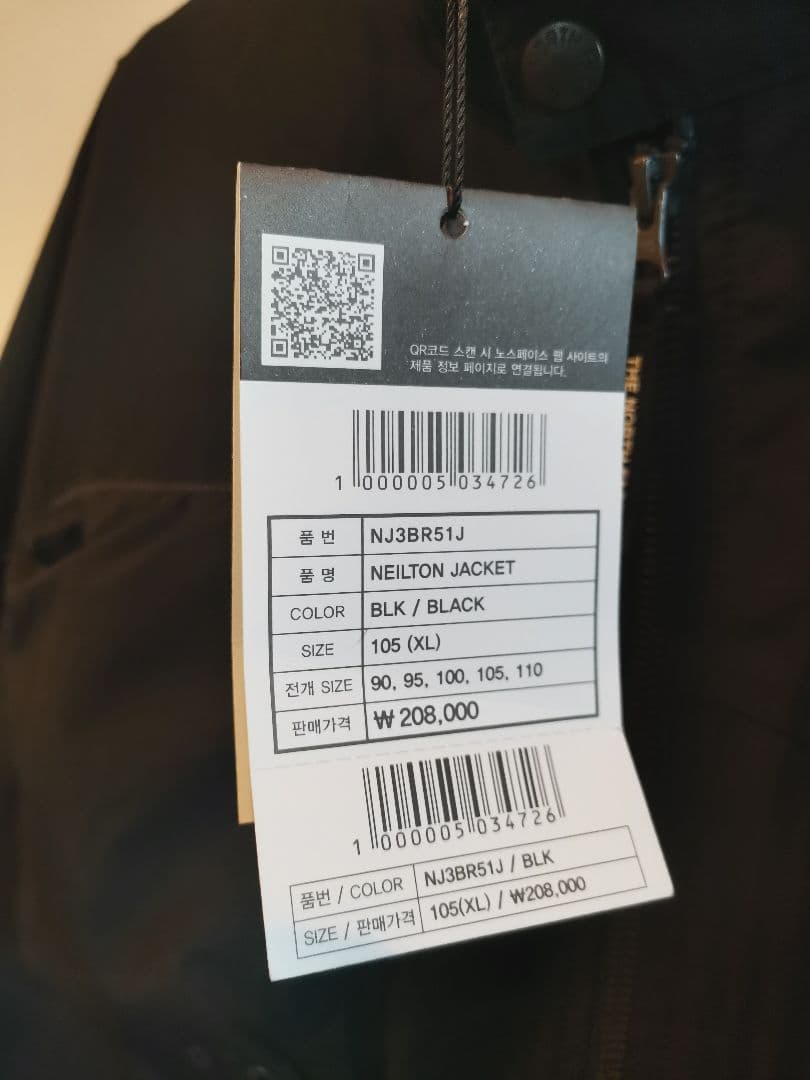 QR코드 스캔 시 노스페이스 웹 사이트의
제품 정보 페이지로 연결됩니다.
1 000005 034726
품 번 NJ3BR51J
품 명 NEILTON JACKET
COLOR BLK / BLACK
SIZE 105 (XL)
전개 SIZE 90, 95, 100, 105, 110
판매가격 ₩ 208,000
1 000005 034726
품번 / COLOR NJ3BR51J / BLK
SIZE / 판매가격 105(XL) / ₩208,000
THE NORTH